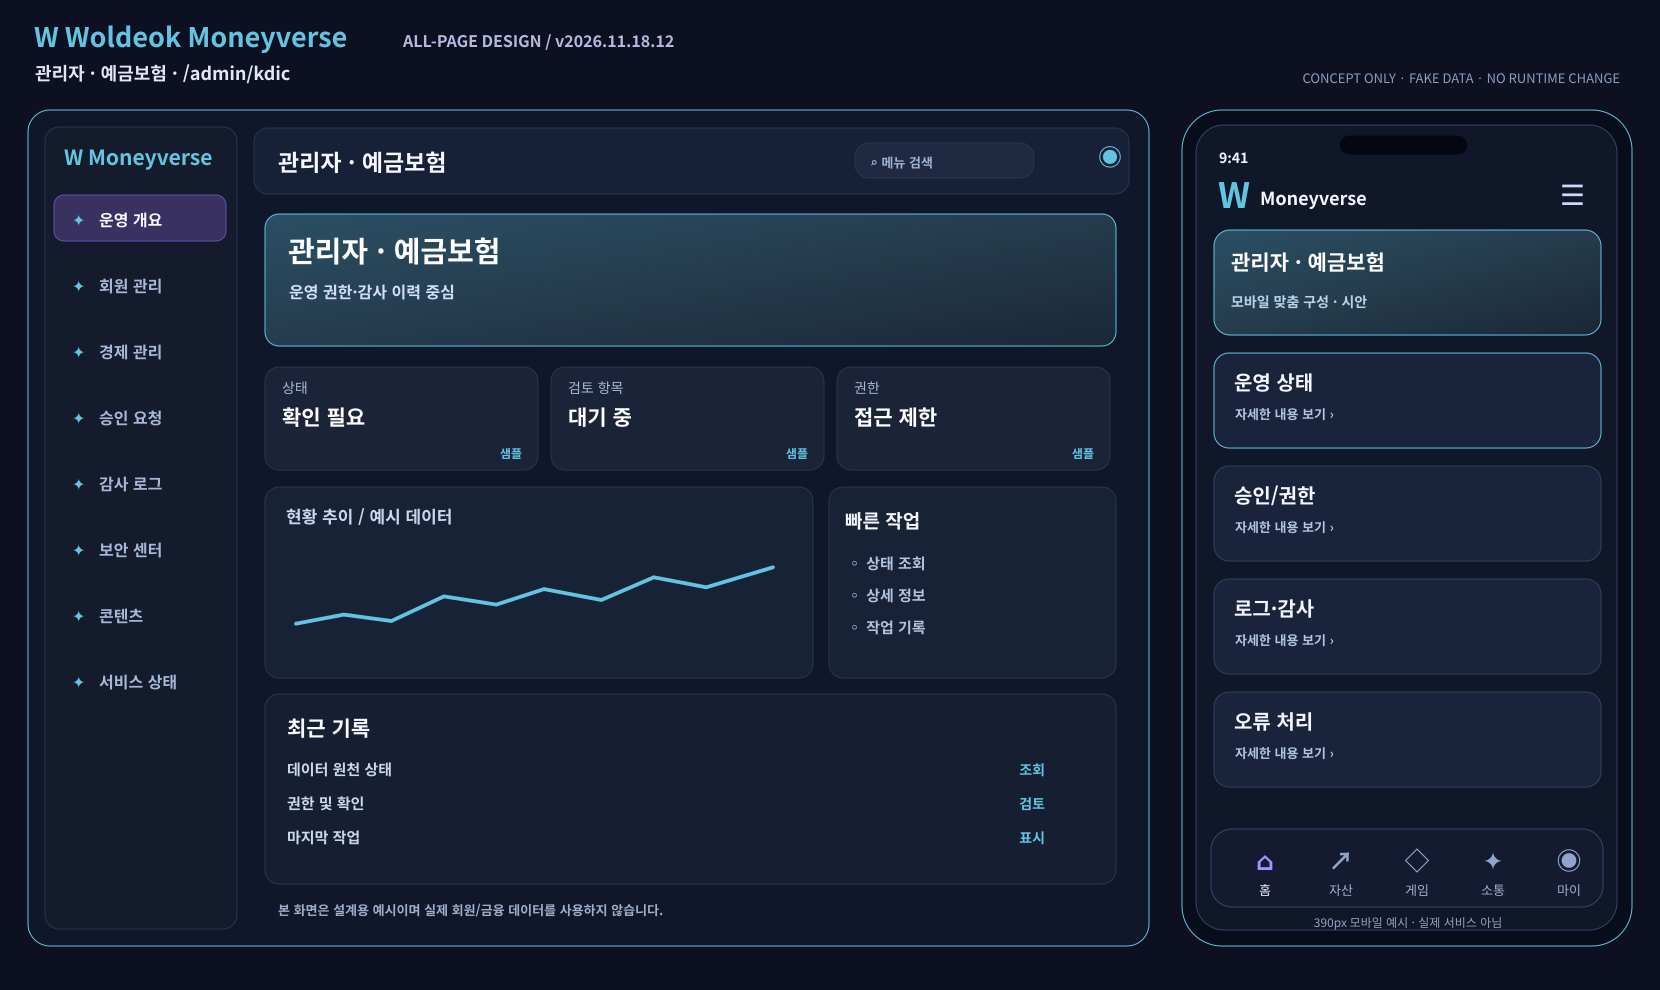 W Woldeok Moneyverse
ALL-PAGE DESIGN / v2026.11.18.12
관리자 · 예금보험 · /admin/kdic
CONCEPT ONLY · FAKE DATA · NO RUNTIME CHANGE
W Moneyverse
운영 개요
회원 관리
경제 관리
승인 요청
감사 로그
보안 센터
콘텐츠
서비스 상태
관리자 · 예금보험
메뉴 검색
관리자 · 예금보험
운영 권한·감사 이력 중심
상태
확인 필요
샘플
검토 항목
대기 중
샘플
권한
접근 제한
샘플
현황 추이 / 예시 데이터
빠른 작업
상태 조회
상세 정보
작업 기록
최근 기록
데이터 원천 상태 조회
권한 및 확인 검토
마지막 작업 표시
본 화면은 설계용 예시이며 실제 회원/금융 데이터를 사용하지 않습니다.
9:41
W Moneyverse
관리자 · 예금보험
모바일 맞춤 구성 · 시안
운영 상태
자세한 내용 보기 ›
승인/권한
자세한 내용 보기 ›
로그·감사
자세한 내용 보기 ›
오류 처리
자세한 내용 보기 ›
홈 자산 게임 소통 마이
390px 모바일 예시 · 실제 서비스 아님